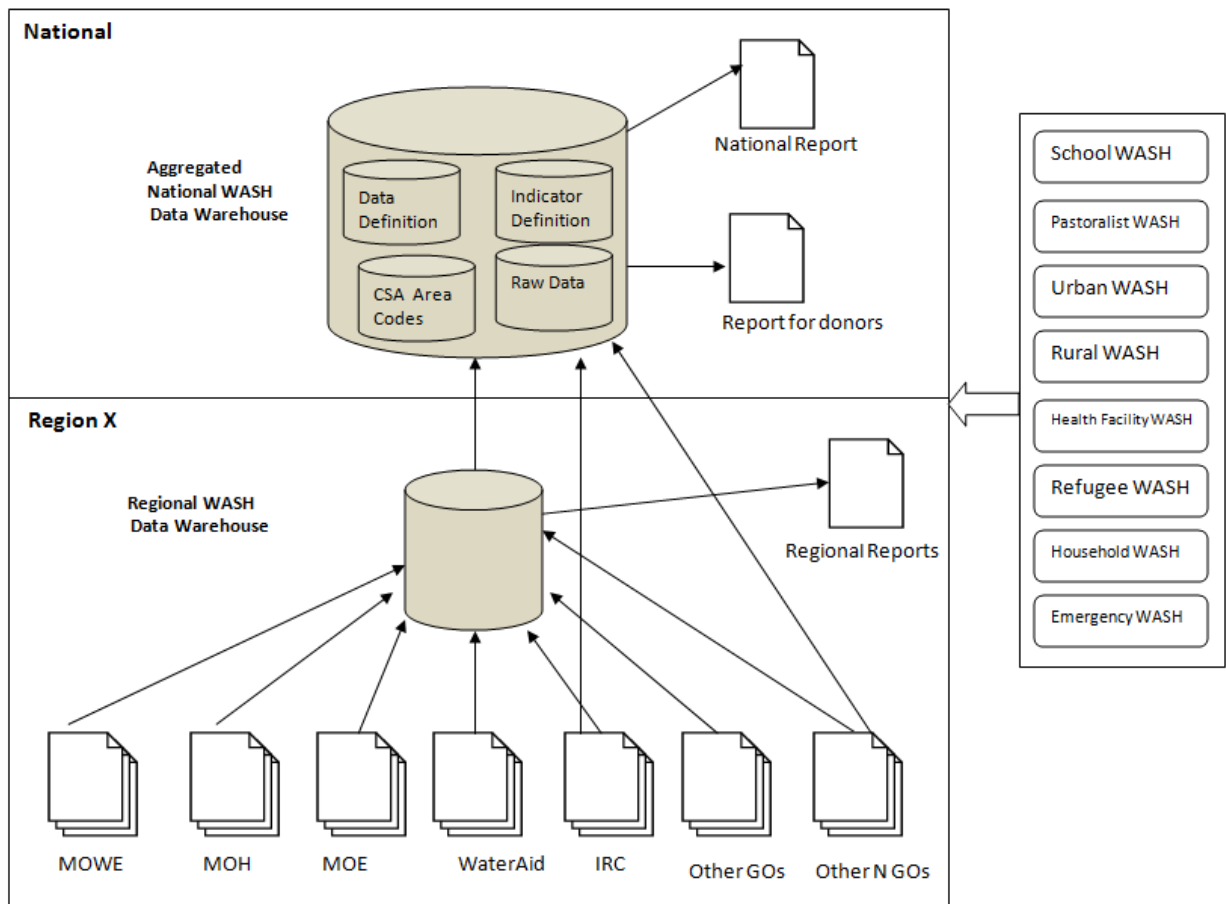 National
National Report
Aggregated
National WASH
Data Warehouse
Data
Definition
Indicator
Definition
CSA Area
Codes
Raw Data
Report for donors
Region X
Regional WASH
Data Warehouse
Regional Reports
MOWE
MOH
MOE
WaterAid
IRC
Other GOs
Other N GOs
School WASH
Pastoralist WASH
Urban WASH
Rural WASH
Health Facility WASH
Refugee WASH
Household WASH
Emergency WASH